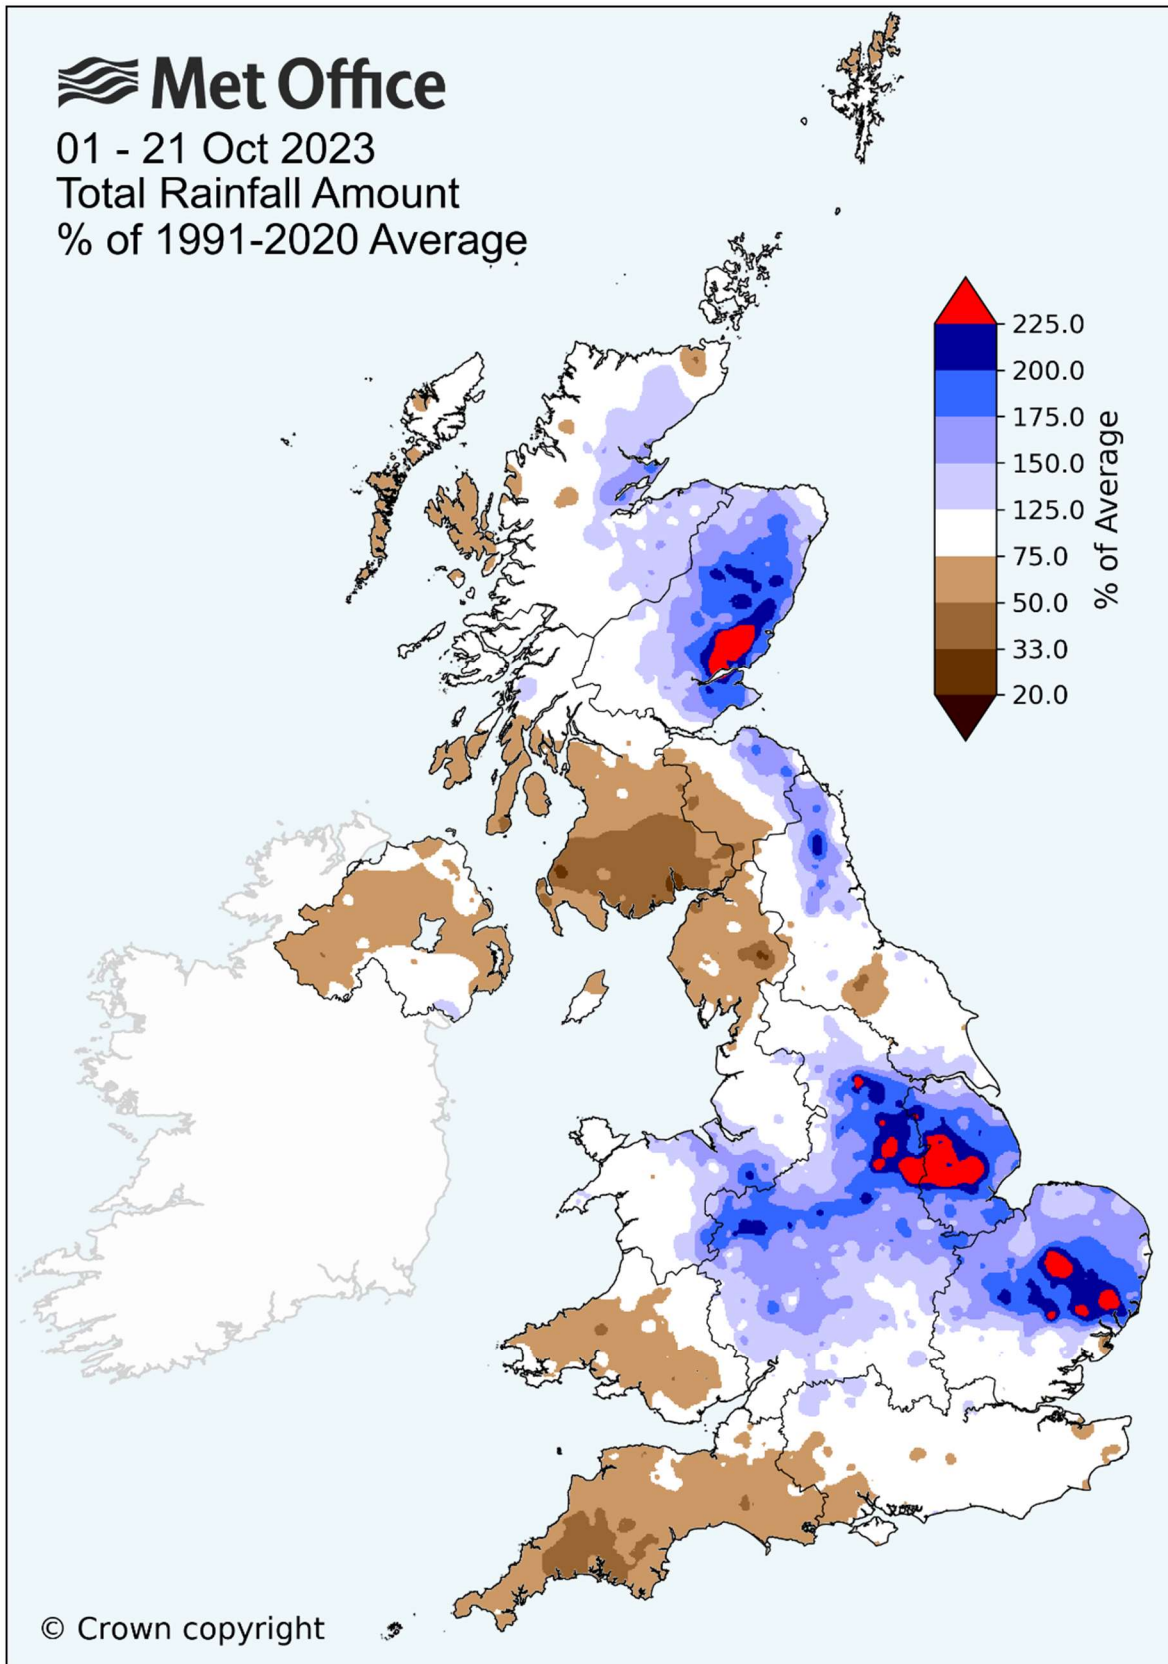 Met Office
01 - 21 Oct 2023
Total Rainfall Amount
% of 1991-2020 Average
225.0
200.0
175.0
150.0
125.0
75.0
50.0
33.0
20.0
% of Average
© Crown copyright